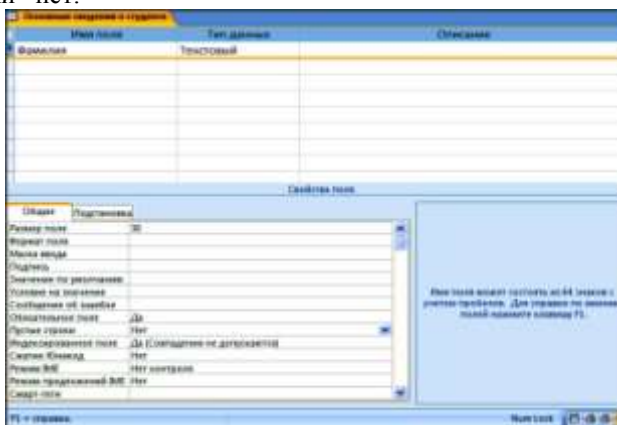 нет.
Основные сведения о студенте
Имя поля Тип данных Описание
Фамилия Текстовый
Свойства поля
Общие Подстановка
Размер поля 30
Формат поля
Маска ввода
Подпись
Значение по умолчанию
Условие на значение
Сообщение об ошибке
Обязательное поле Да
Пустые строки Нет
Индексированное поле Да (Совпадения не допускаются)
Сжатие Юникод Нет
Режим IME Нет контроля
Режим предложений IME Нет
Смарт-теги
Имя поля может состоять из 64 знаков с
учетом пробелов. Для справки по именам
полей нажмите клавишу F1.
F1 = справка. Num Lock